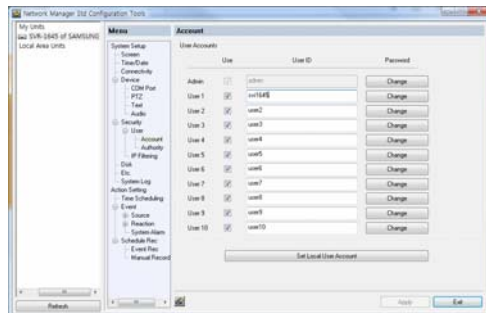 Network Manager Std Configuration Tools
My Units
SVR-1645 of SAMSUNG
Local Area Units
Refresh
Menu
System Setup
Screen
Time/Date
Connectivity
Device
COM Port
PTZ
Text
Audio
Security
User
Account
Authority
IP Filtering
Disk
Etc.
System Log
Action Setting
Time Scheduling
Event
Source
Reaction
System Alarm
Schedule Rec
Event Rec
Manual Record
Account
User Accounts
Use User ID Password
Admin admin Change
User 1 svr1645 Change
User 2 user2 Change
User 3 user3 Change
User 4 user4 Change
User 5 user5 Change
User 6 user6 Change
User 7 user7 Change
User 8 user8 Change
User 9 user9 Change
User 10 user10 Change
Set Local User Account
Apply Exit